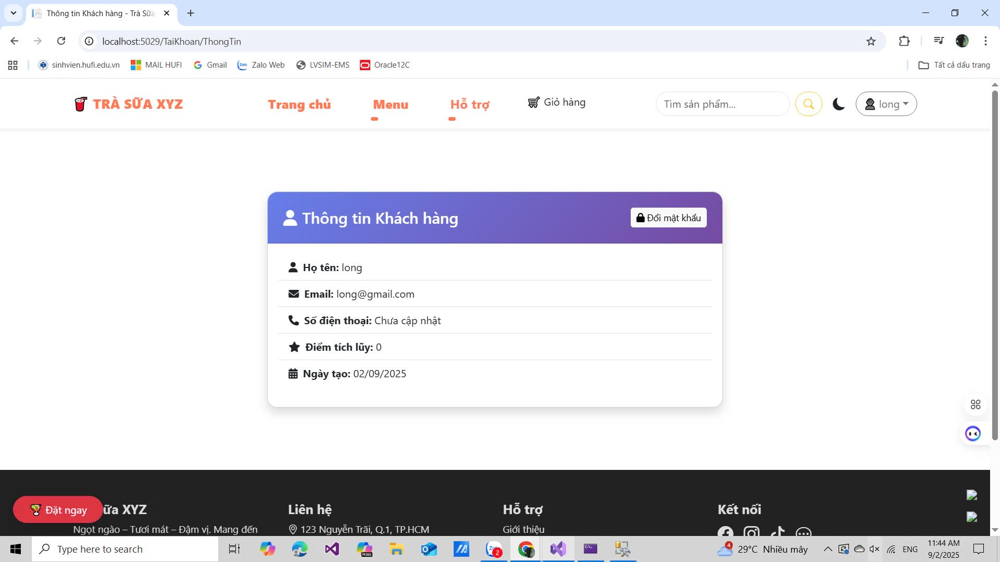 Thông tin Khách hàng - Trà Sữa
localhost:5029/TaiKhoan/ThongTin
sinhvien.hufi.edu.vn MAIL HUFI Gmail Zalo Web LVSIM-EMS Oracle12C Tất cả dấu trang
TRÀ SỮA XYZ Trang chủ Menu Hỗ trợ Giỏ hàng Tìm sản phẩm... long
Thông tin Khách hàng Đổi mật khẩu
Họ tên: long
Email: long@gmail.com
Số điện thoại: Chưa cập nhật
Điểm tích lũy: 0
Ngày tạo: 02/09/2025
Đặt ngay ữa XYZ Liên hệ Hỗ trợ Kết nối
Ngọt ngào – Tươi mát – Đậm vị. Mang đến 123 Nguyễn Trãi, Q.1, TP.HCM Giới thiệu
Type here to search M365 Zalo 2 4 29°C Nhiều mây ENG 11:44 AM
9/2/2025